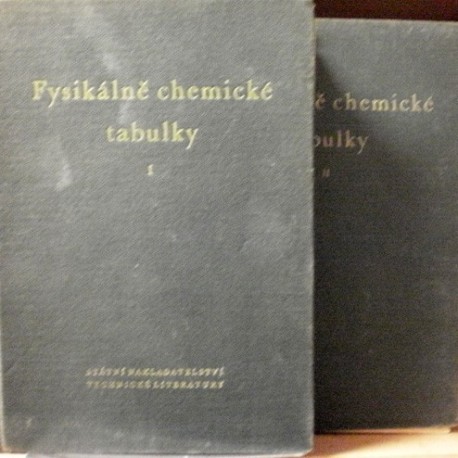 Fysikálně chemické
tabulky
I
STÁTNÍ NAKLADATELSTVÍ
TECHNICKÉ LITERATURY
ě chemické
bulky
II